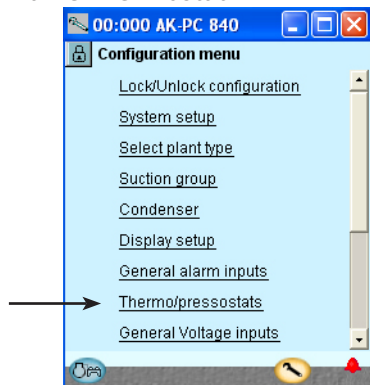 00:000 AK-PC 840
Configuration menu
Lock/Unlock configuration
System setup
Select plant type
Suction group
Condenser
Display setup
General alarm inputs
Thermo/pressostats
General Voltage inputs